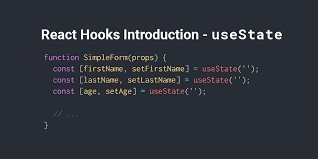 React Hooks Introduction - useState
function SimpleForm(props) {
  const [firstName, setFirstName] = useState('');
  const [lastName, setLastName] = useState('');
  const [age, setAge] = useState('');
  // ...
}